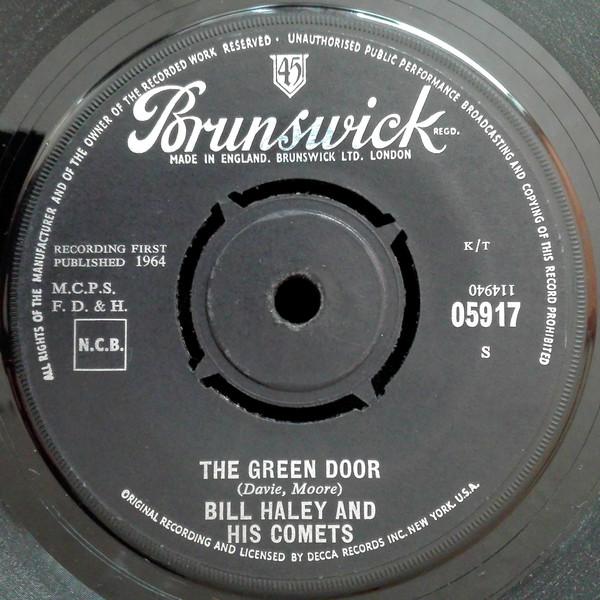 ALL RIGHTS OF THE MANUFACTURER AND OF THE OWNER OF THE RECORDED WORK RESERVED · UNAUTHORISED PUBLIC PERFORMANCE BROADCASTING AND COPYING OF THIS RECORD PROHIBITED
45
Brunswick REGD.
MADE IN ENGLAND. BRUNSWICK LTD. LONDON
RECORDING FIRST
PUBLISHED 1964
K/T
M.C.P.S.
F. D. & H.
114940
05917
N.C.B.
S
THE GREEN DOOR
(Davie, Moore)
BILL HALEY AND
HIS COMETS
ORIGINAL RECORDING AND LICENSED BY DECCA RECORDS INC. NEW YORK. U.S.A.